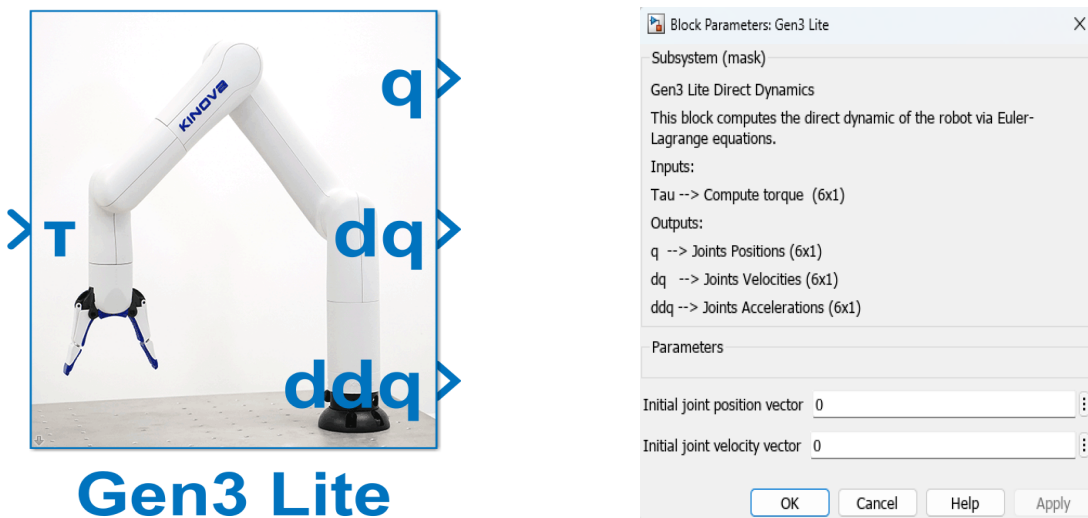 KINOVA
q
τ
dq
ddq
Gen3 Lite
Block Parameters: Gen3 Lite
X
Subsystem (mask)
Gen3 Lite Direct Dynamics
This block computes the direct dynamic of the robot via Euler-
Lagrange equations.
Inputs:
Tau --> Compute torque (6x1)
Outputs:
q --> Joints Positions (6x1)
dq --> Joints Velocities (6x1)
ddq --> Joints Accelerations (6x1)
Parameters
Initial joint position vector 0
Initial joint velocity vector 0
OK Cancel Help Apply